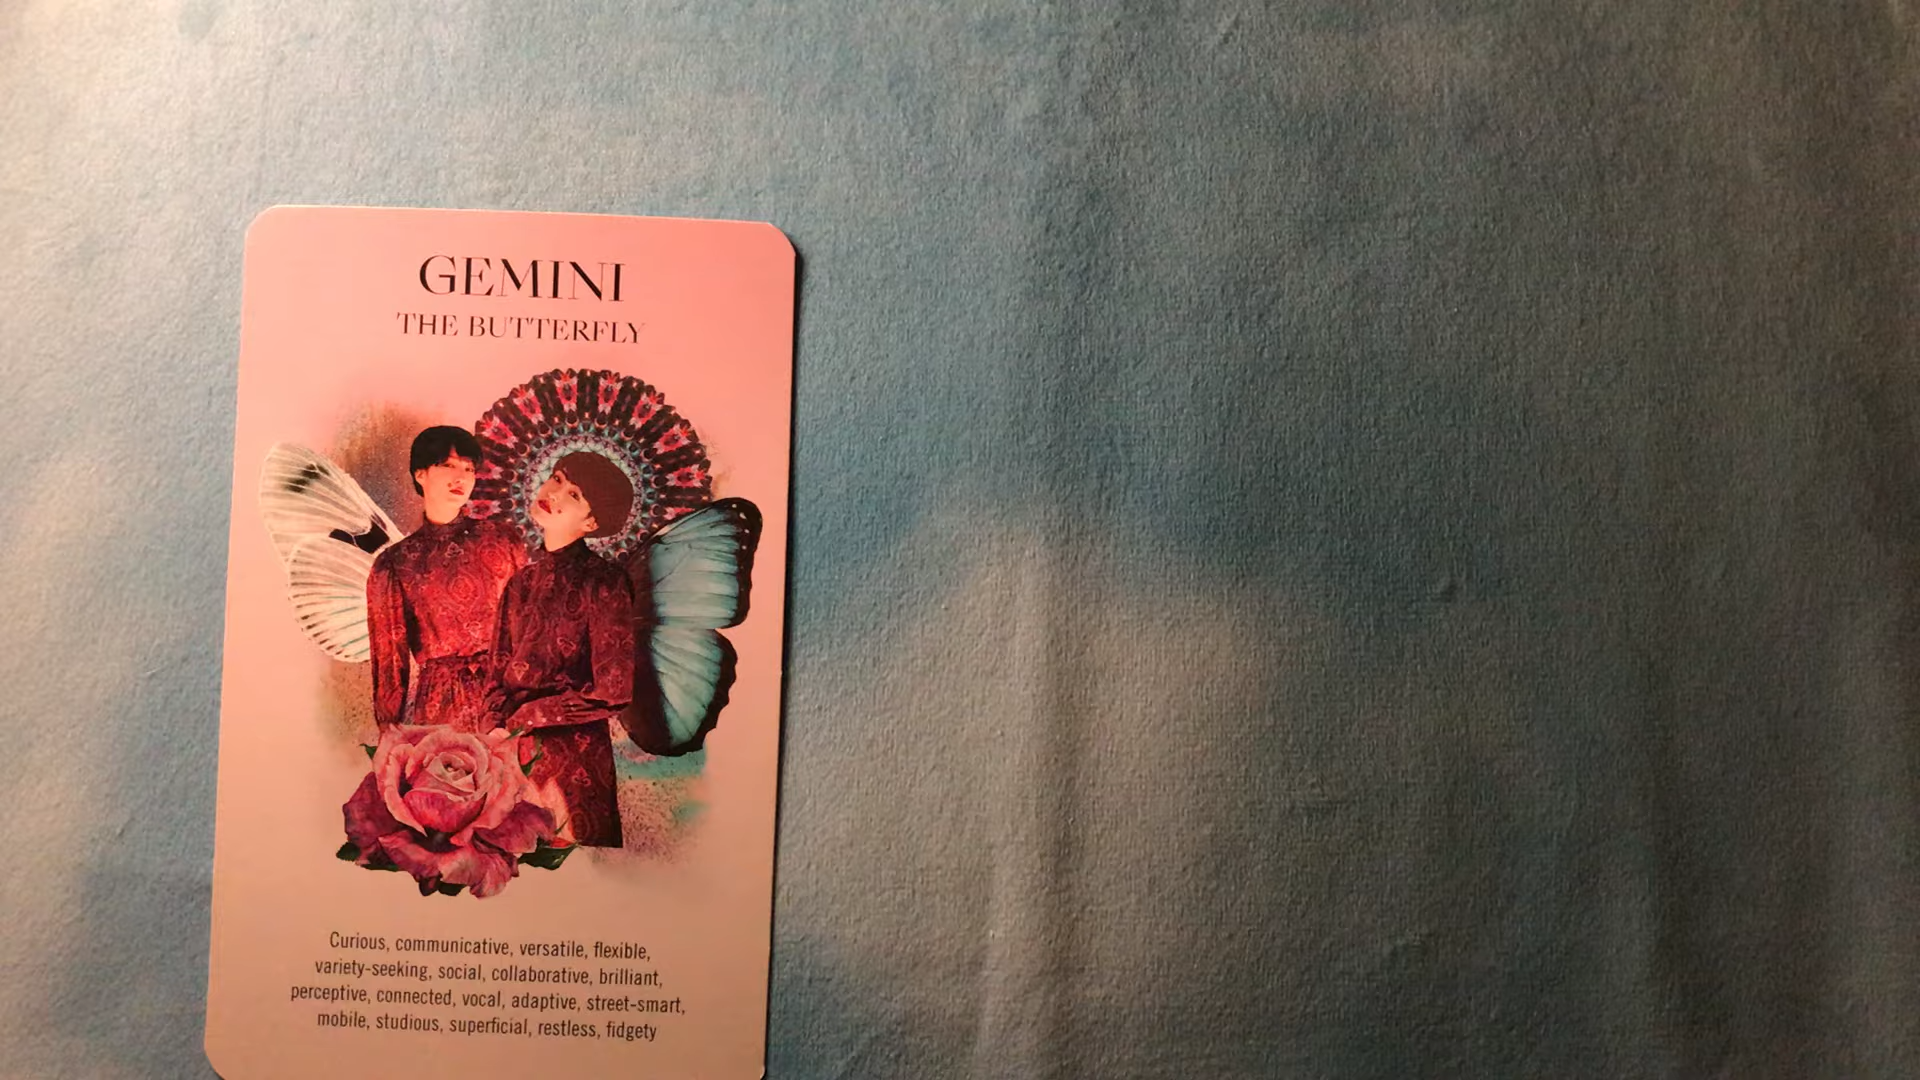 GEMINI
THE BUTTERFLY
Curious, communicative, versatile, flexible,
variety-seeking, social, collaborative, brilliant,
perceptive, connected, vocal, adaptive, street-smart,
mobile, studious, superficial, restless, fidgety